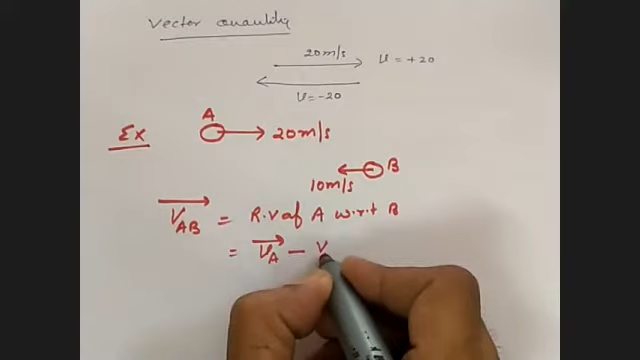 Vector quantity
20m/s
v = +20
v = -20
Ex
A
20m/s
B
10m/s
V_AB = R.V of A w.r.t B
= V_A - V